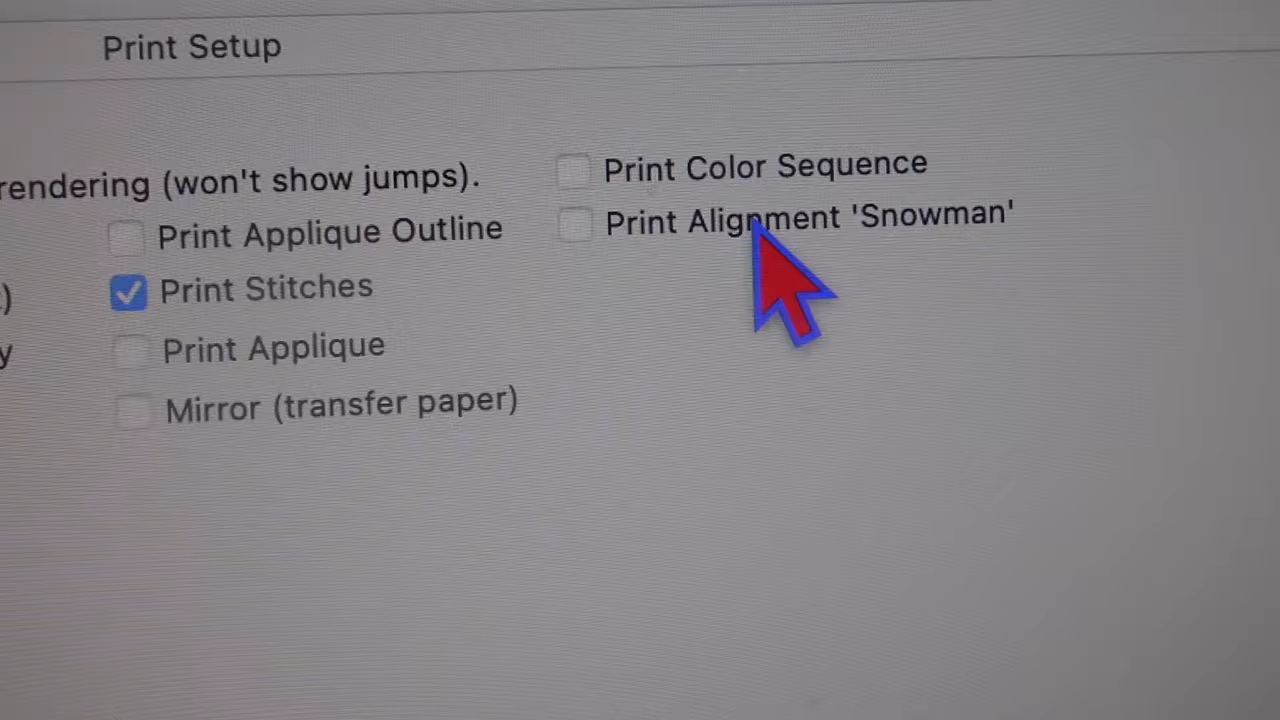 Print Setup
rendering (won't show jumps).
Print Color Sequence
Print Applique Outline
Print Alignment 'Snowman'
)
Print Stitches
y
Print Applique
Mirror (transfer paper)